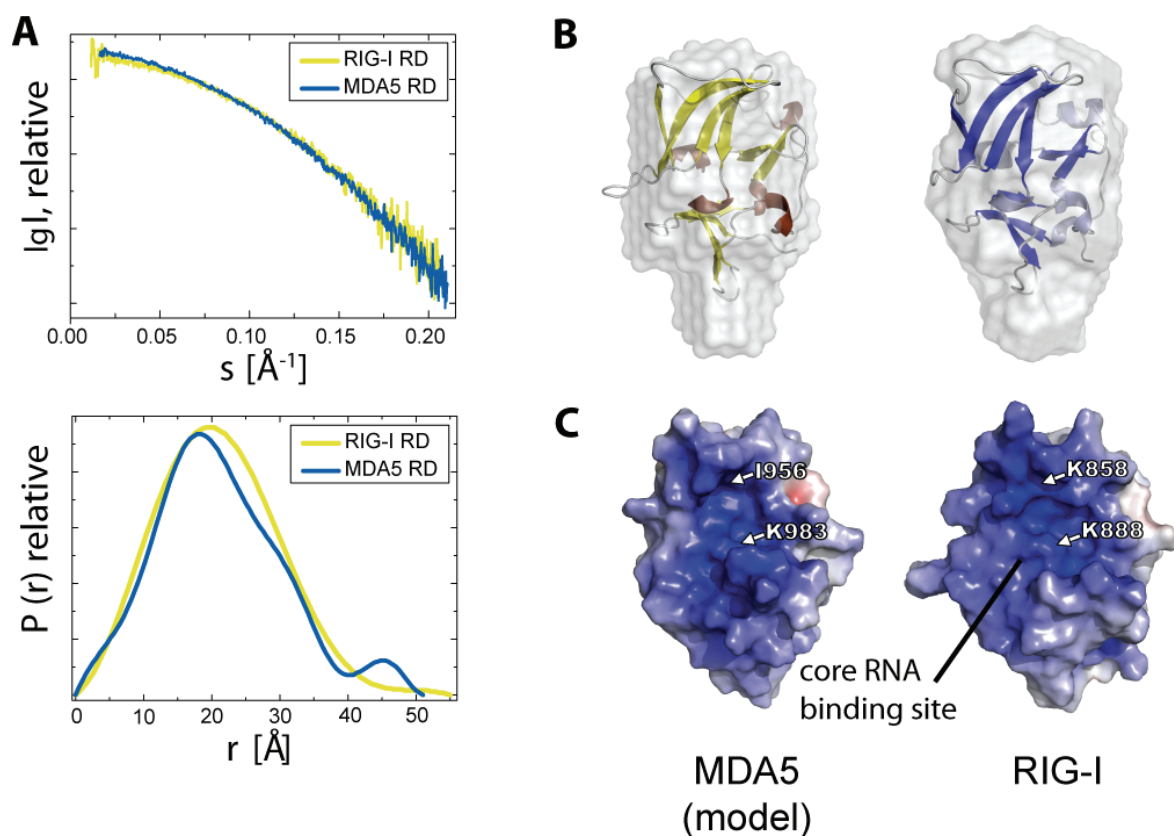 A
RIG-I RD
MDA5 RD
lgI, relative
0.00 0.05 0.10 0.15 0.20
s [Å-1]
RIG-I RD
MDA5 RD
P (r) relative
0 10 20 30 40 50
r [Å]
B
C
I956
K983
K858
K888
core RNA
binding site
MDA5
(model)
RIG-I